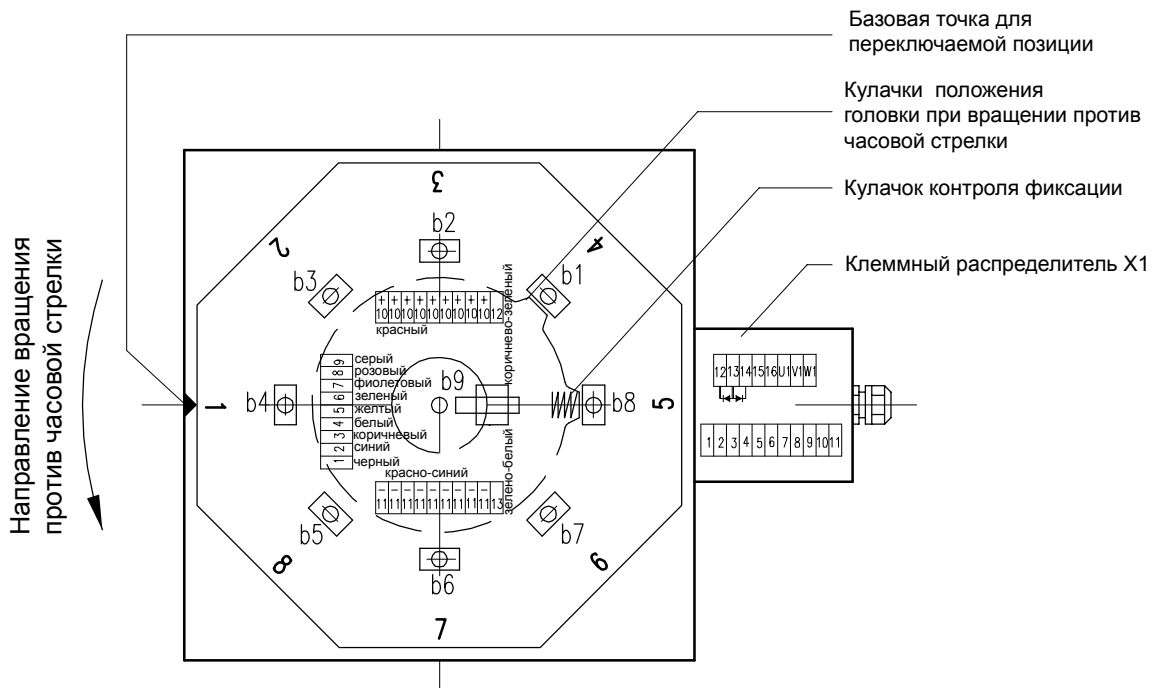 Базовая точка для
переключаемой позиции
Кулачки положения
головки при вращении против
часовой стрелки
Кулачок контроля фиксации
Клеммный распределитель X1
Направление вращения
против часовой стрелки
3
2
4
b2
b3
b1
+ + + + + + + + +
10 10 10 10 10 10 10 10 10 12
красный
коричнево-зеленый
9 серый
8 розовый
7 фиолетовый
6 зеленый
5 желтый
4 белый
3 коричневый
2 синий
1 черный
1
b4
b9
b8
5
12 13 14 15 16 U1 V1 W1
1 2 3 4 5 6 7 8 9 10 11
красно-синий
зелено-белый
- - - - - - - - -
11 11 11 11 11 11 11 11 11 13
b5
b7
b6
8
6
7